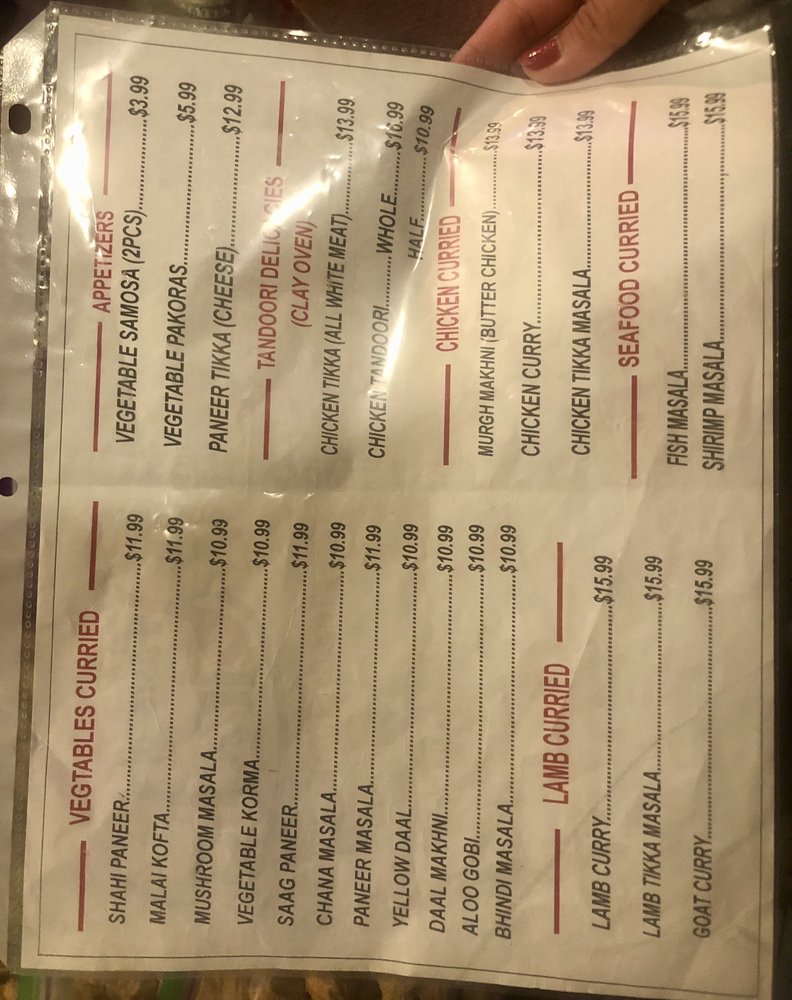 VEGTABLES CURRIED
SHAHI PANEER $11.99
MALAI KOFTA $11.99
MUSHROOM MASALA $10.99
VEGETABLE KORMA $10.99
SAAG PANEER $11.99
CHANA MASALA $10.99
PANEER MASALA $11.99
YELLOW DAAL $10.99
DAAL MAKHNI $10.99
ALOO GOBI $10.99
BHINDI MASALA $10.99
LAMB CURRIED
LAMB CURRY $15.99
LAMB TIKKA MASALA $15.99
GOAT CURRY $15.99
APPETIZERS
VEGETABLE SAMOSA (2PCS) $3.99
VEGETABLE PAKORAS $5.99
PANEER TIKKA (CHEESE) $12.99
TANDOORI DELICACIES
(CLAY OVEN)
CHICKEN TIKKA (ALL WHITE MEAT) $13.99
CHICKEN TANDOORI WHOLE $16.99
HALF $10.99
CHICKEN CURRIED
MURGH MAKHNI (BUTTER CHICKEN) $13.99
CHICKEN CURRY $13.99
CHICKEN TIKKA MASALA $13.99
SEAFOOD CURRIED
FISH MASALA $15.99
SHIRIMP MASALA $15.99